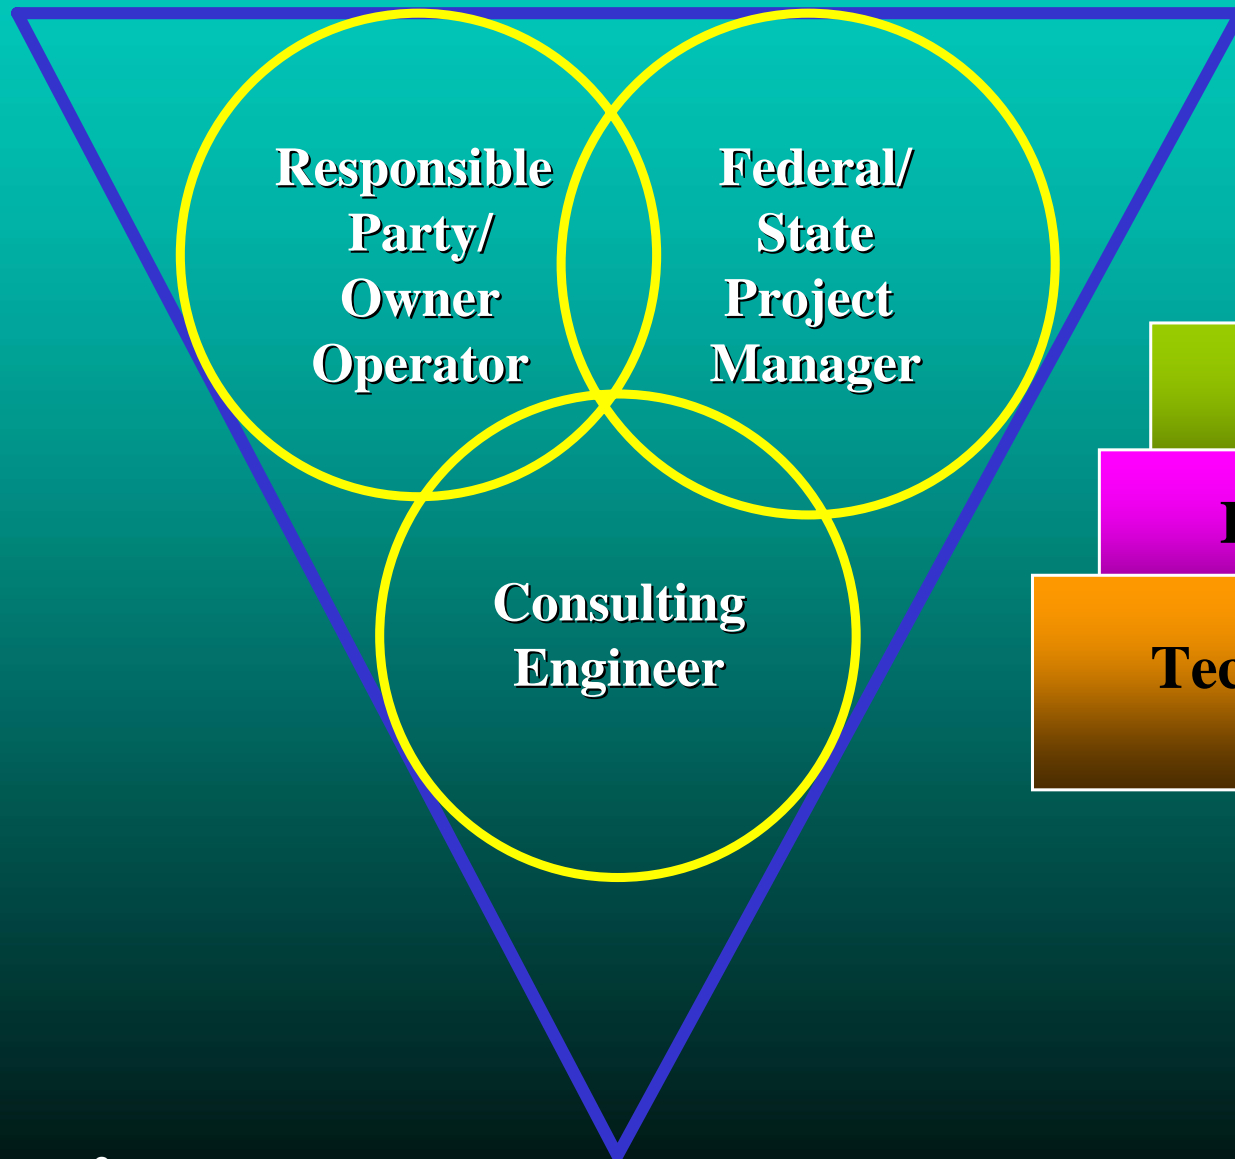 Responsible
Party/
Owner
Operator
Federal/
State
Project
Manager
Consulting
Engineer